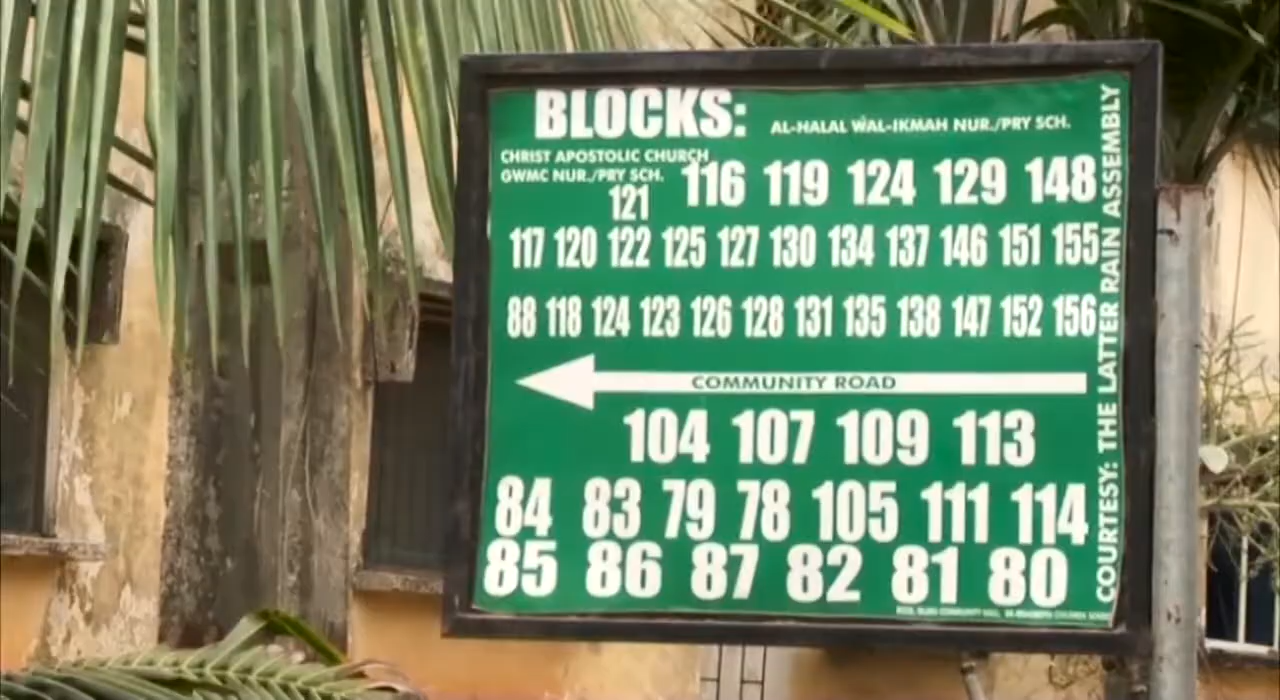 BLOCKS:
AL-HALAL WAL-IKMAH NUR./PRY SCH.
CHRIST APOSTOLIC CHURCH
GWMC NUR./PRY SCH.
116 119 124 129 148
121
117 120 122 125 127 130 134 137 146 151 155
88 118 124 123 126 128 131 135 138 147 152 156
COMMUNITY ROAD
104 107 109 113
84 83 79 78 105 111 114
85 86 87 82 81 80
COURTESY: THE LATTER RAIN ASSEMBLY